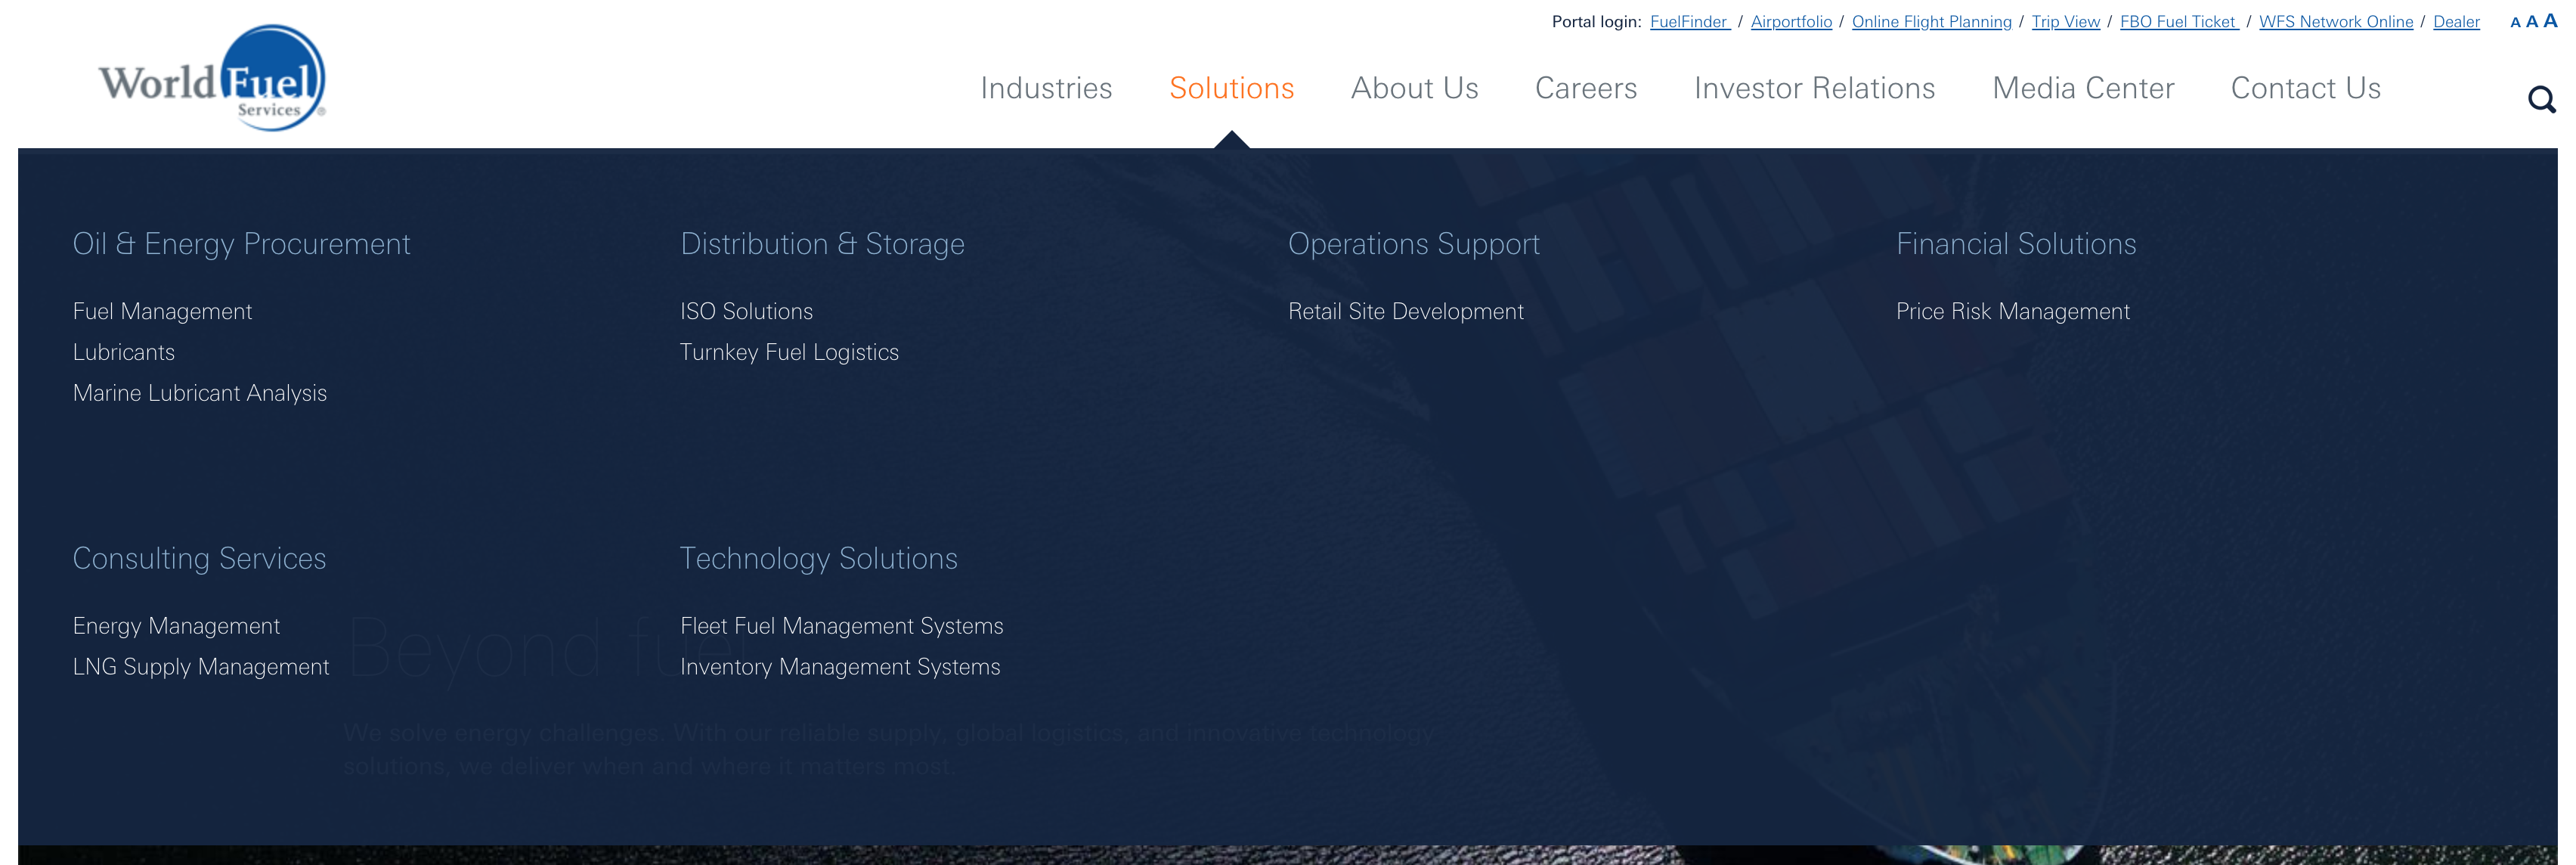 Portal login: FuelFinder / Airportfolio / Online Flight Planning / Trip View / FBO Fuel Ticket / WFS Network Online / Dealer A A A
World Fuel
Services ®
Industries Solutions About Us Careers Investor Relations Media Center Contact Us
Oil & Energy Procurement
Fuel Management
Lubricants
Marine Lubricant Analysis
Distribution & Storage
ISO Solutions
Turnkey Fuel Logistics
Operations Support
Retail Site Development
Financial Solutions
Price Risk Management
Consulting Services
Energy Management
LNG Supply Management
Technology Solutions
Fleet Fuel Management Systems
Inventory Management Systems
Beyond fuel
We solve energy challenges. With our reliable supply, global logistics, and innovative technology
solutions, we deliver when and where it matters most.